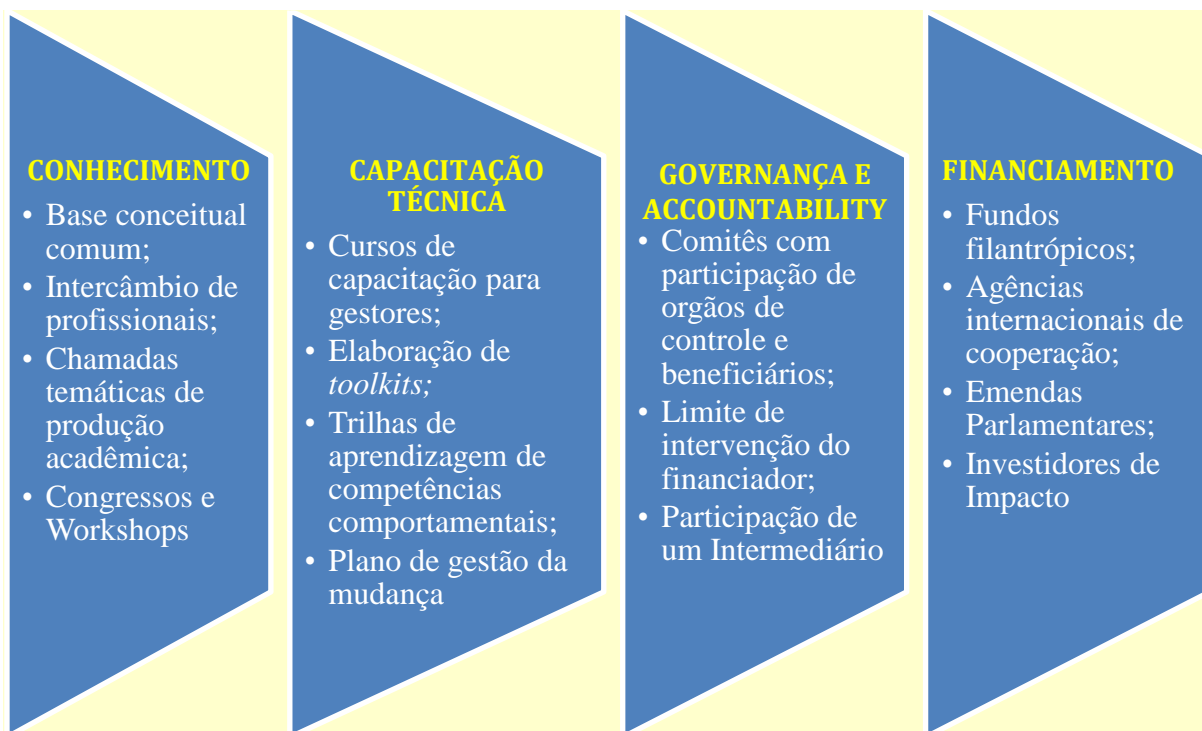 CONHECIMENTO
• Base conceitual
comum;
• Intercâmbio de
profissionais;
• Chamadas
temáticas de
produção
acadêmica;
• Congressos e
Workshops
CAPACITAÇÃO
TÉCNICA
• Cursos de
capacitação para
gestores;
• Elaboração de
toolkits;
• Trilhas de
aprendizagem de
competências
comportamentais;
• Plano de gestão da
mudança
GOVERNANÇA E
ACCOUNTABILITY
• Comitês com
participação de
orgãos de
controle e
beneficiários;
• Limite de
intervenção do
financiador;
• Participação de
um Intermediário
FINANCIAMENTO
• Fundos
filantrópicos;
• Agências
internacionais de
cooperação;
• Emendas
Parlamentares;
• Investidores de
Impacto